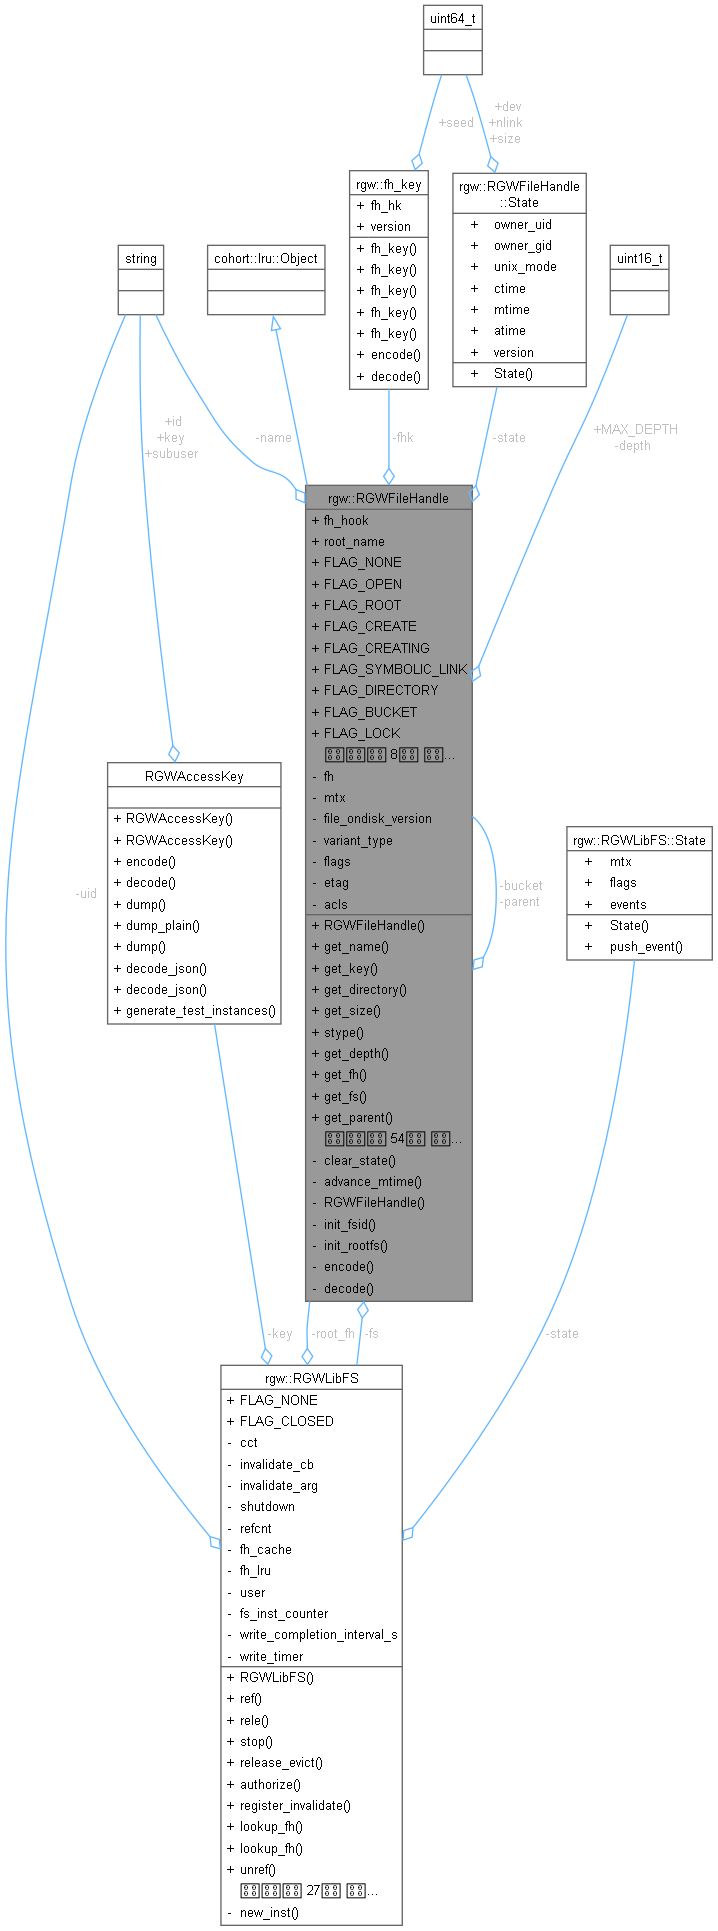 uint64_t
+dev
+nlink
+size
+seed
rgw::fh_key
+ fh_hk
+ version
+ fh_key()
+ fh_key()
+ fh_key()
+ fh_key()
+ fh_key()
+ encode()
+ decode()
rgw::RGWFileHandle
::State
+ owner_uid
+ owner_gid
+ unix_mode
+ ctime
+ mtime
+ atime
+ version
+ State()
string
cohort::lru::Object
uint16_t
+id
+key
+subuser
-name
-fhk
-state
+MAX_DEPTH
-depth
rgw::RGWFileHandle
+ fh_hook
+ root_name
+ FLAG_NONE
+ FLAG_OPEN
+ FLAG_ROOT
+ FLAG_CREATE
+ FLAG_CREATING
+ FLAG_SYMBOLIC_LINK
+ FLAG_DIRECTORY
+ FLAG_BUCKET
+ FLAG_LOCK
8 ...
- fh
- mtx
- file_ondisk_version
- variant_type
- flags
- etag
- acls
+ RGWFileHandle()
+ get_name()
+ get_key()
+ get_directory()
+ get_size()
+ stype()
+ get_depth()
+ get_fh()
+ get_fs()
+ get_parent()
54 ...
- clear_state()
- advance_mtime()
- RGWFileHandle()
- init_fsid()
- init_rootfs()
- encode()
- decode()
RGWAccessKey
+ RGWAccessKey()
+ RGWAccessKey()
+ encode()
+ decode()
+ dump()
+ dump_plain()
+ dump()
+ decode_json()
+ decode_json()
+ generate_test_instances()
-uid
-bucket
-parent
rgw::RGWLibFS::State
+ mtx
+ flags
+ events
+ State()
+ push_event()
-key
-root_fh
-fs
-state
rgw::RGWLibFS
+ FLAG_NONE
+ FLAG_CLOSED
- cct
- invalidate_cb
- invalidate_arg
- shutdown
- refcnt
- fh_cache
- fh_lru
- user
- fs_inst_counter
- write_completion_interval_s
- write_timer
+ RGWLibFS()
+ ref()
+ rele()
+ stop()
+ release_evict()
+ authorize()
+ register_invalidate()
+ lookup_fh()
+ lookup_fh()
+ unref()
27 ...
- new_inst()